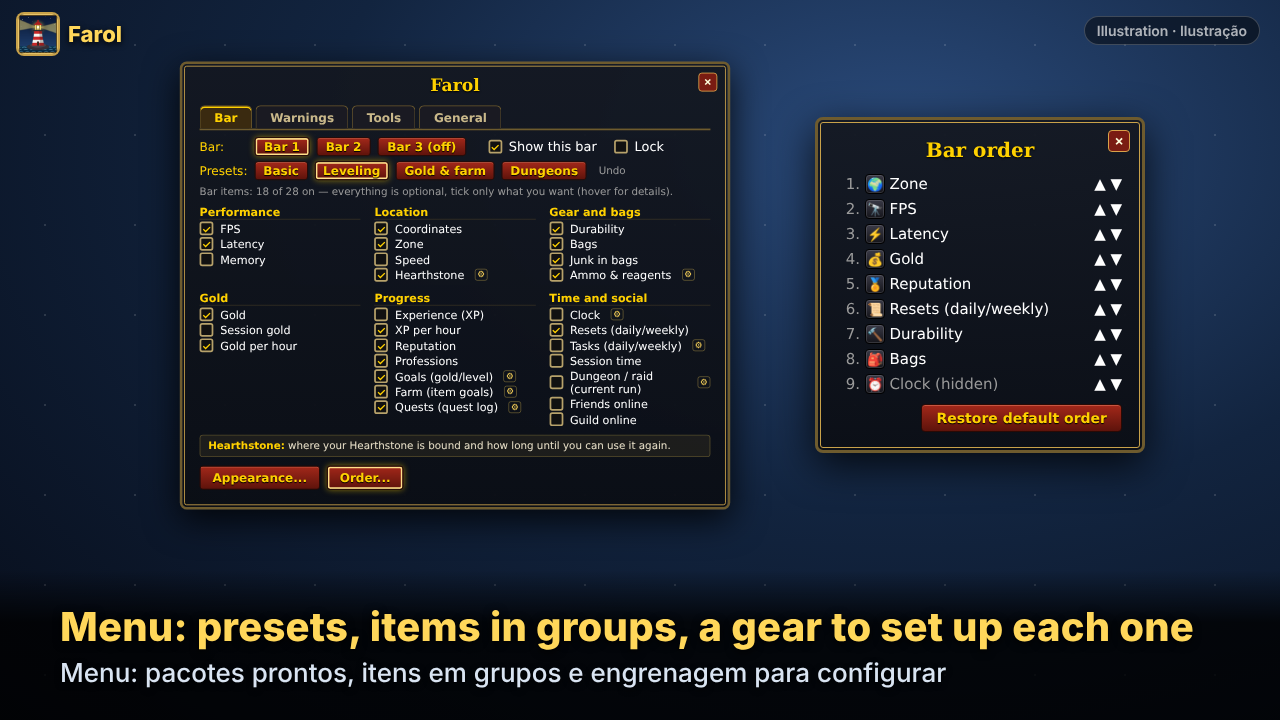 Farol
Illustration · Ilustração
Farol
×
Bar Warnings Tools General
Bar: Bar 1 Bar 2 Bar 3 (off) Show this bar Lock
Presets: Basic Leveling Gold & farm Dungeons Undo
Bar items: 18 of 28 on — everything is optional, tick only what you want (hover for details).
Performance
FPS
Latency
Memory
Location
Coordinates
Zone
Speed
Hearthstone
Gear and bags
Durability
Bags
Junk in bags
Ammo & reagents
Gold
Gold
Session gold
Gold per hour
Progress
Experience (XP)
XP per hour
Reputation
Professions
Goals (gold/level)
Farm (item goals)
Quests (quest log)
Time and social
Clock
Resets (daily/weekly)
Tasks (daily/weekly)
Session time
Dungeon / raid
(current run)
Friends online
Guild online
Hearthstone: where your Hearthstone is bound and how long until you can use it again.
Appearance... Order...
×
Bar order
1. Zone
2. FPS
3. Latency
4. Gold
5. Reputation
6. Resets (daily/weekly)
7. Durability
8. Bags
9. Clock (hidden)
Restore default order
Menu: presets, items in groups, a gear to set up each one
Menu: pacotes prontos, itens em grupos e engrenagem para configurar